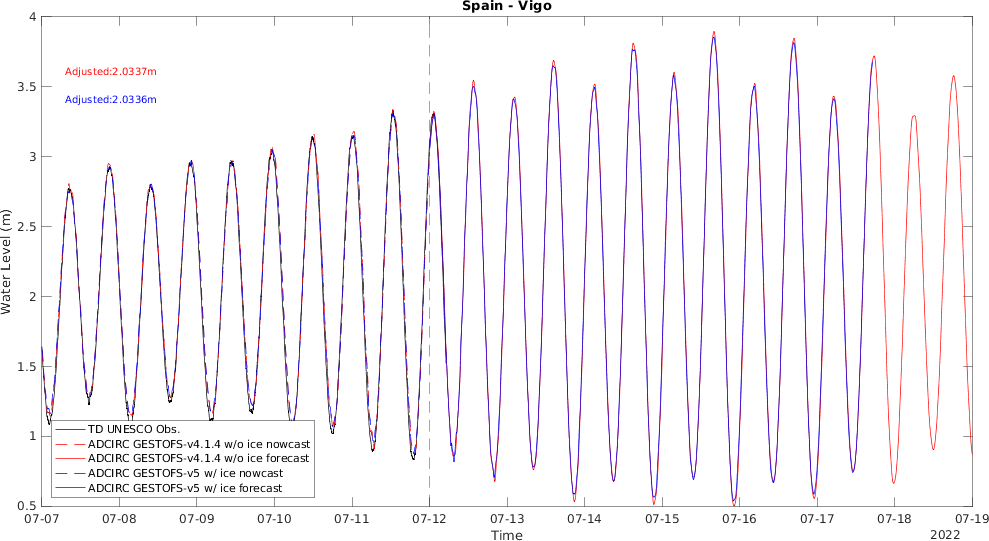 Spain - Vigo
4
3.5
3
2.5
2
1.5
1
0.5
Water Level (m)
Adjusted:2.0337m
Adjusted:2.0336m
TD UNESCO Obs.
ADCIRC GESTOFS-v4.1.4 w/o ice nowcast
ADCIRC GESTOFS-v4.1.4 w/o ice forecast
ADCIRC GESTOFS-v5 w/ ice nowcast
ADCIRC GESTOFS-v5 w/ ice forecast
07-07 07-08 07-09 07-10 07-11 07-12 07-13 07-14 07-15 07-16 07-17 07-18 07-19
Time
2022